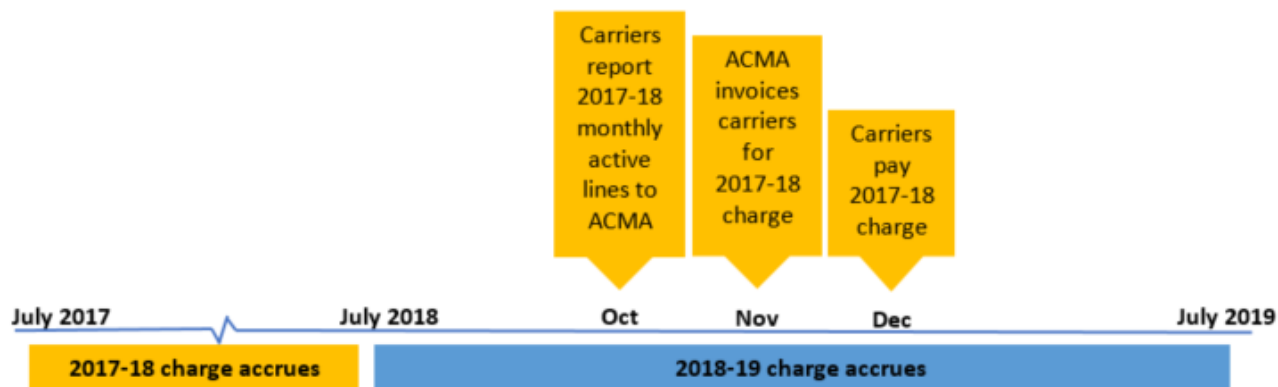 Carriers
report
2017-18
monthly
active
lines to
ACMA
ACMA
invoices
carriers
for
2017-18
charge
Carriers
pay
2017-18
charge
July 2017
July 2018
Oct
Nov
Dec
July 2019
2017-18 charge accrues
2018-19 charge accrues